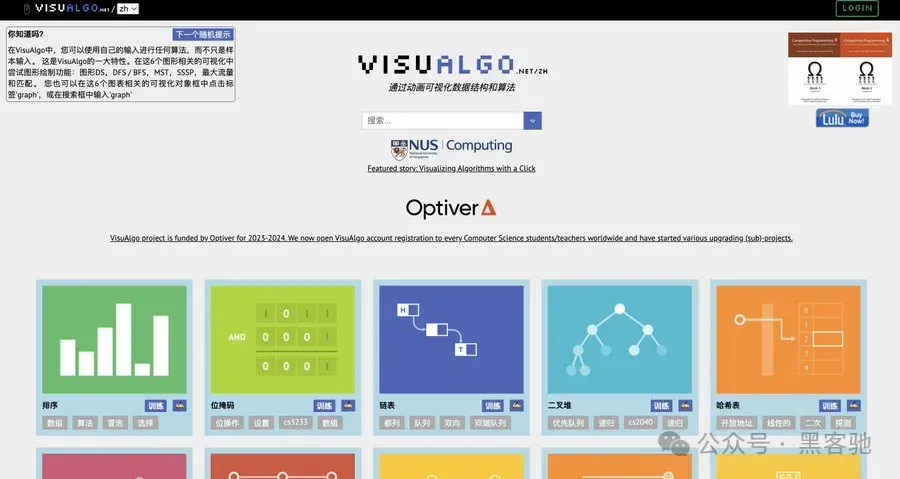 VISUALGO.NET / zh
LOGIN
你知道吗?
下一个随机提示
在VisuAlgo中，您可以使用自己的输入进行任何算法，而不只是样
本输入。 这是VisuAlgo的一大特性。在这6个图形相关的可视化中
尝试图形绘制功能：图形DS，DFS / BFS，MST，SSSP，最大流量
和匹配。 您也可以在这6个图表相关的可视化对象框中点击标
签'graph'，或在搜索框中输入'graph'
VISUALGO.NET/ZH
通过动画可视化数据结构和算法
搜索...
NUS Computing
National University
of Singapore
Featured story: Visualizing Algorithms with a Click
Competitive Programming 4
Book 1
Book 2
Lulu Buy Now!
Optiver
VisuAlgo project is funded by Optiver for 2023-2024. We now open VisuAlgo account registration to every Computer Science students/teachers worldwide and have started various upgrading (sub)-projects.
AND
1 0 1 1
0 0 0 1
0 0 0 1
H
T
0
1
2
5
排序 训练
数组 算法 冒泡 选择
位掩码 训练
位操作 设置 cs3233 数组
链表 训练
都列 队列 双向 双端队列
二叉堆 训练
优先队列 递归 cs2040 递归
哈希表 训练
开放地址 线性的 二次 探测
公众号 · 黑客驰